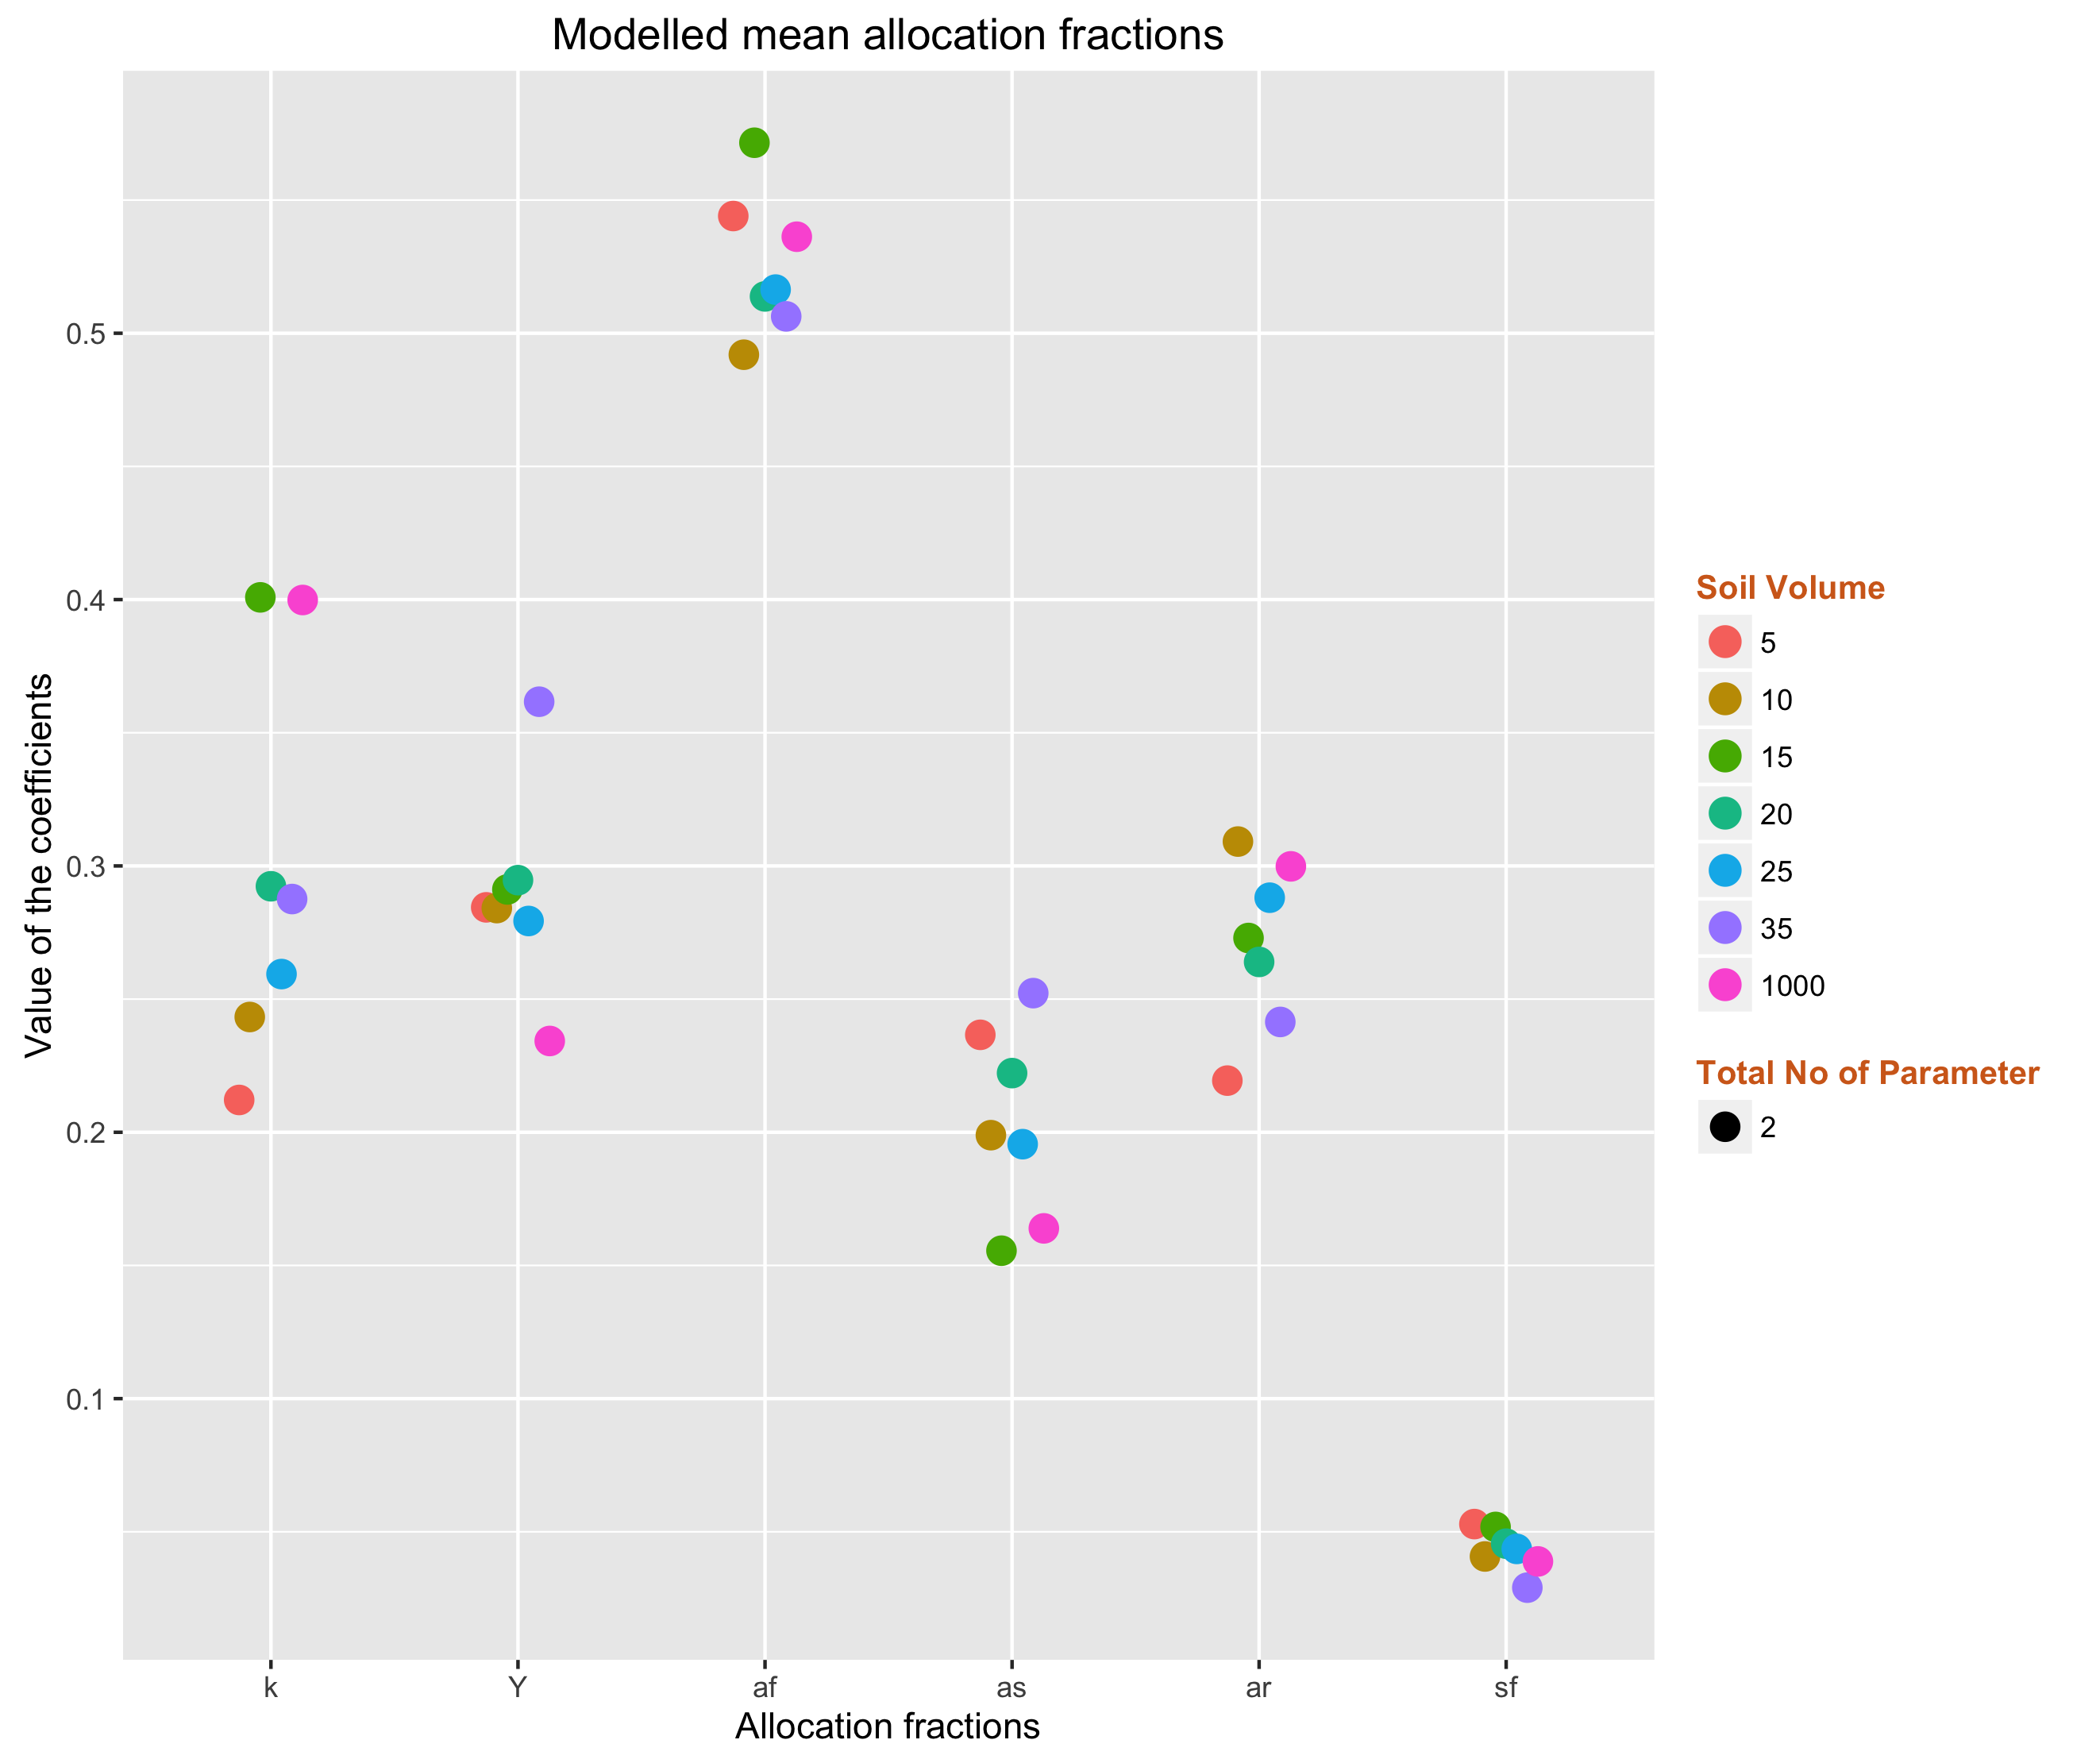 Modelled mean allocation fractions
Value of the coefficients
0.5
0.4
0.3
0.2
0.1
k Y af as ar sf
Allocation fractions
Soil Volume
5
10
15
20
25
35
1000
Total No of Parameter
2